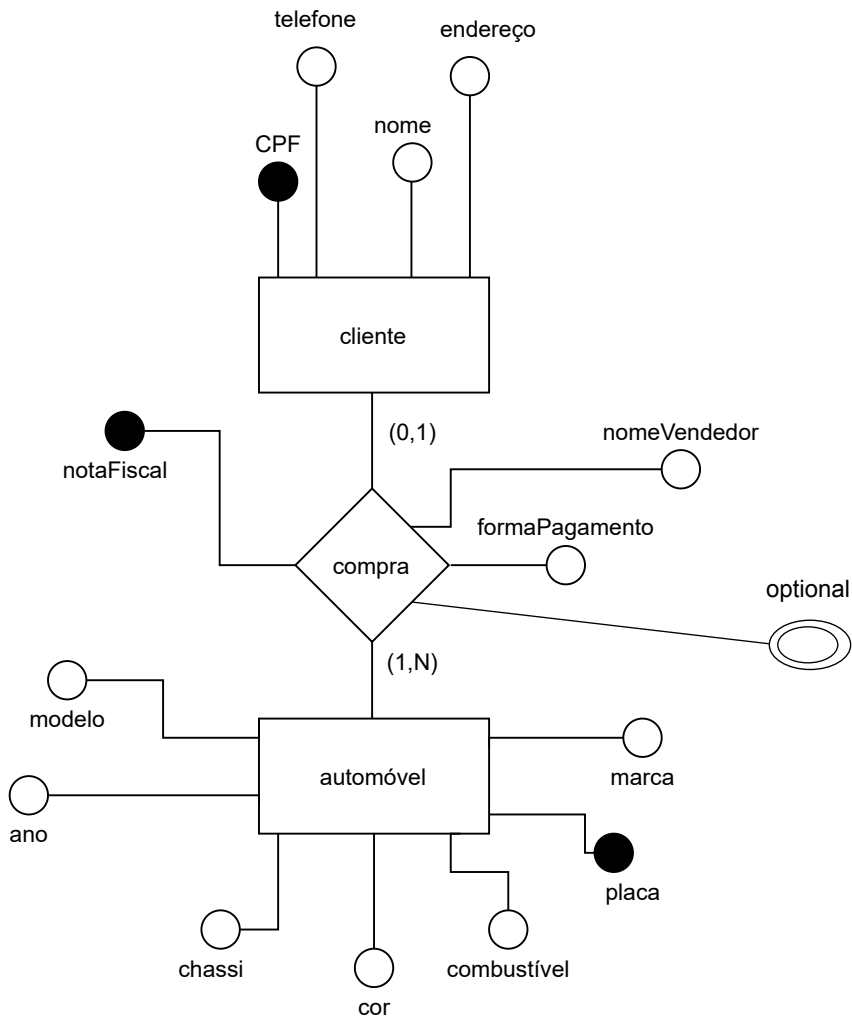 telefone
endereço
nome
CPF
cliente
(0,1)
nomeVendedor
notaFiscal
formaPagamento
compra
optional
(1,N)
modelo
automóvel
marca
ano
placa
chassi
combustível
cor